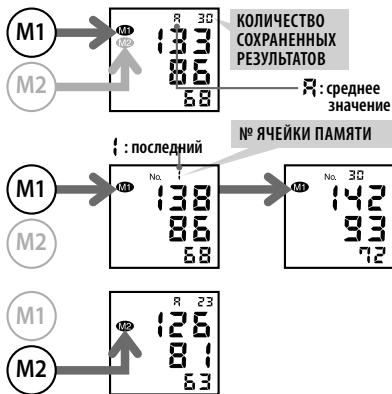 M1
M2
M1 A 30
M2 133
86
68
КОЛИЧЕСТВО
СОХРАНЕННЫХ
РЕЗУЛЬТАТОВ
A : среднее
значение
1 : последний
№ ЯЧЕЙКИ ПАМЯТИ
M1
M2
No. 1
M1 138
86
68
No. 30
M1 142
93
72
M1
M2
A 23
M2 126
81
63